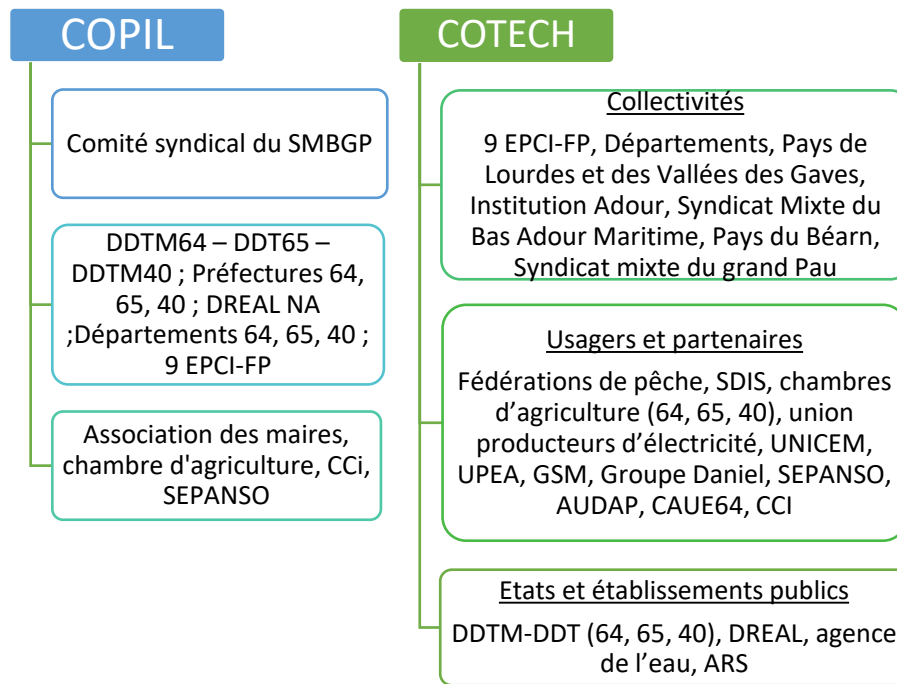 COPIL
Comité syndical du SMBGP
DDTM64 – DDT65 –
DDTM40 ; Préfectures 64,
65, 40 ; DREAL NA
;Départements 64, 65, 40 ;
9 EPCI-FP
Association des maires,
chambre d'agriculture, CCi,
SEPANSO
COTECH
Collectivités
9 EPCI-FP, Départements, Pays de
Lourdes et des Vallées des Gaves,
Institution Adour, Syndicat Mixte du
Bas Adour Maritime, Pays du Béarn,
Syndicat mixte du grand Pau
Usagers et partenaires
Fédérations de pêche, SDIS, chambres
d’agriculture (64, 65, 40), union
producteurs d’électricité, UNICEM,
UPEA, GSM, Groupe Daniel, SEPANSO,
AUDAP, CAUE64, CCI
Etats et établissements publics
DDTM-DDT (64, 65, 40), DREAL, agence
de l’eau, ARS